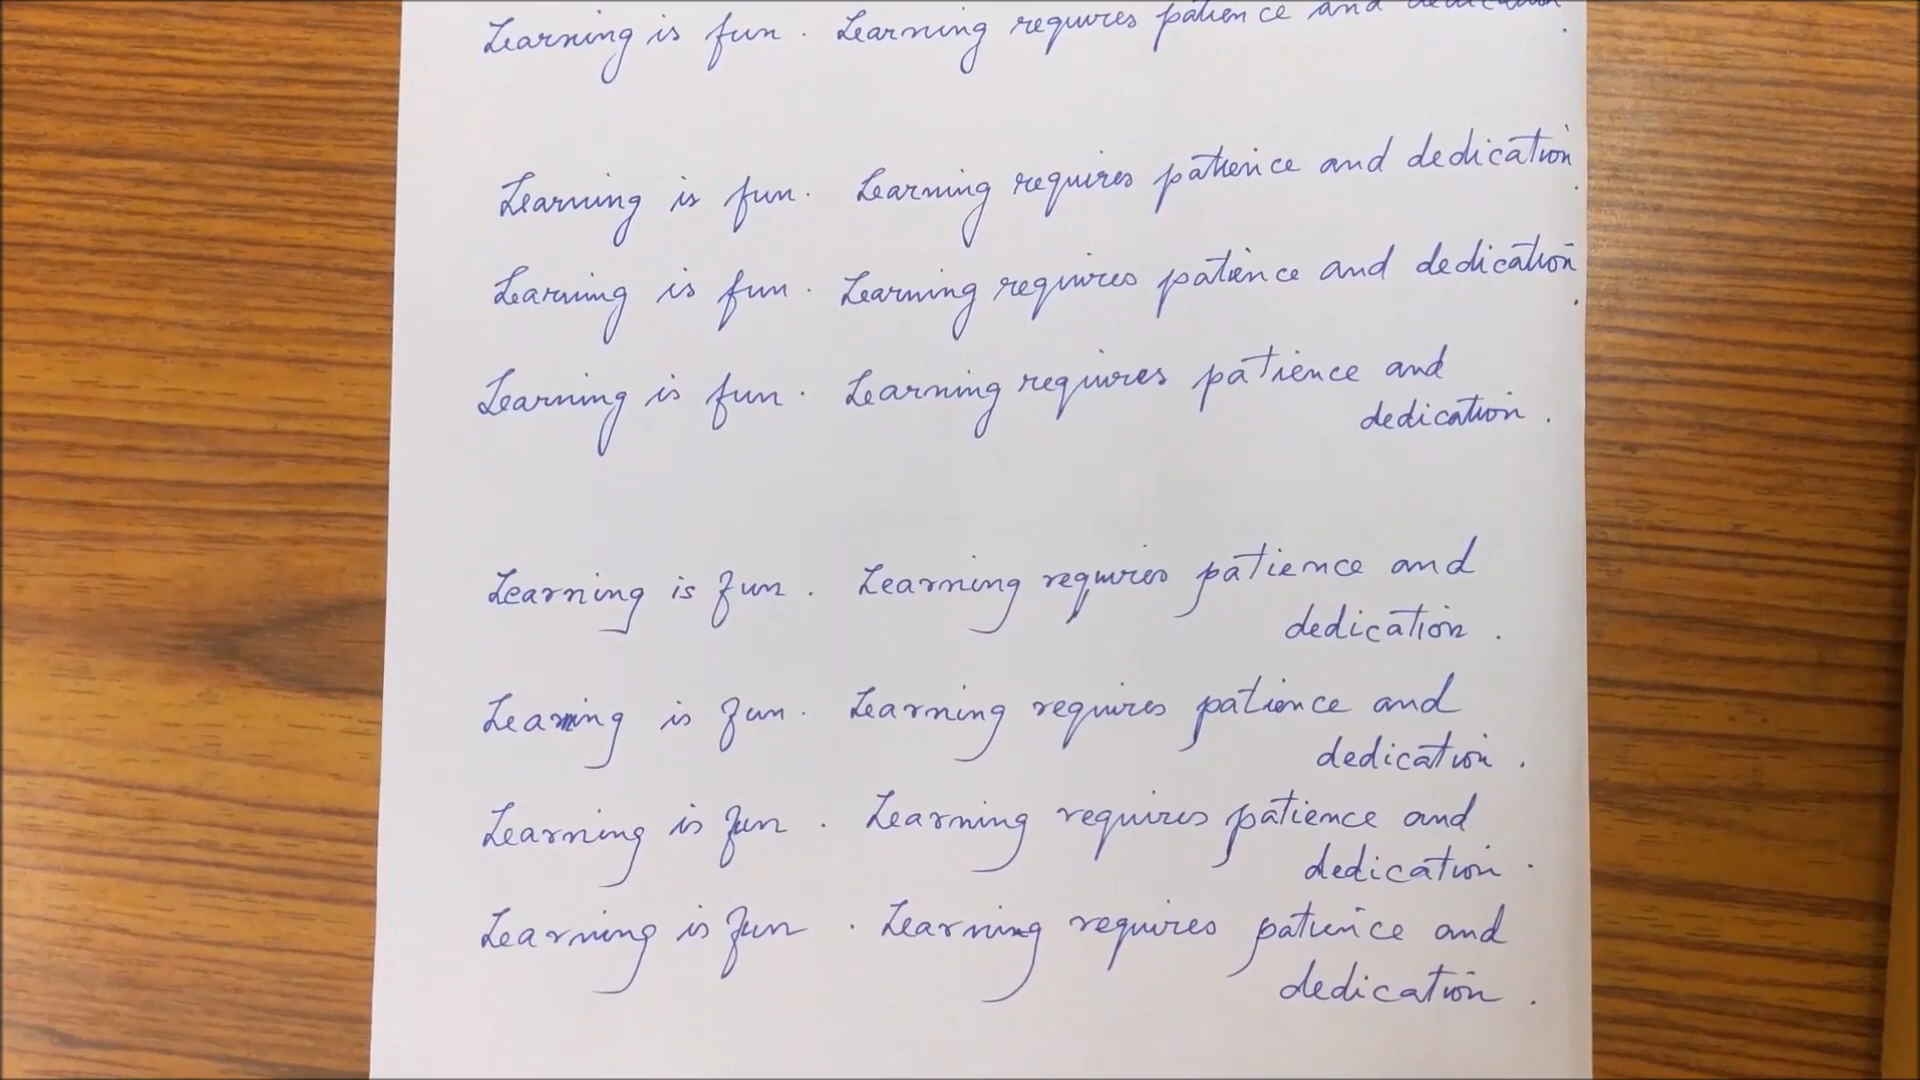 Learning is fun. Learning requires patience and dedication.
Learning is fun. Learning requires patience and dedication.
Learning is fun. Learning requires patience and dedication.
Learning is fun. Learning requires patience and
dedication.
Learning is fun. Learning requires patience and
dedication.
Learning is fun. Learning requires patience and
dedication.
Learning is fun. Learning requires patience and
dedication.
Learning is fun. Learning requires patience and
dedication.